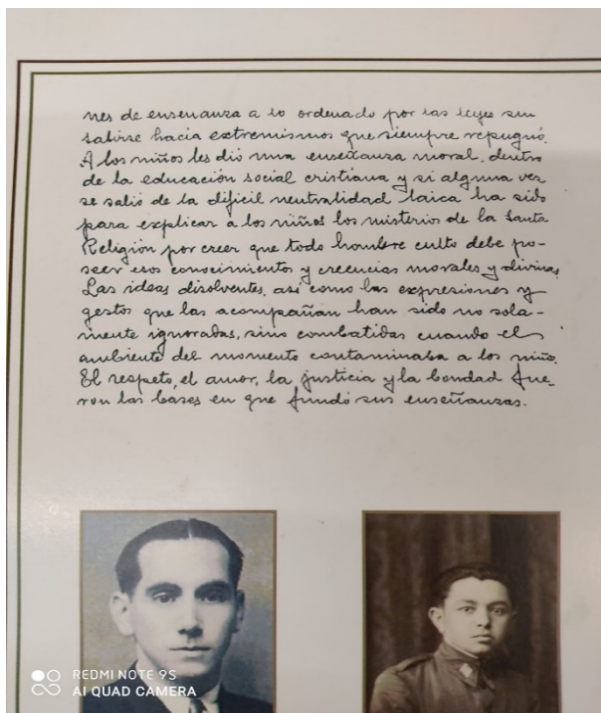 nes de enseñanza a lo ordenado por las leyes sin
salirse hacia extremismos que siempre repugnó.
A los niños les dio una enseñanza moral, dentro
de la educación social cristiana y si alguna vez
se salió de la dificil neutralidad laica ha sido
para explicar a los niños los misterios de la Santa
Religión por creer que todo hombre culto debe po-
seer esos conocimientos y creencias morales y divinas.
Las ideas disolventes, así como las expresiones y
gestos que las acompañan han sido no sola-
mente ignoradas, sino combatidas cuando el
ambiente del momento contaminaba a los niños.
El respeto, el amor, la justicia y la bondad fue-
ron las bases en que fundó sus enseñanzas.
REDMI NOTE 9S
AI QUAD CAMERA